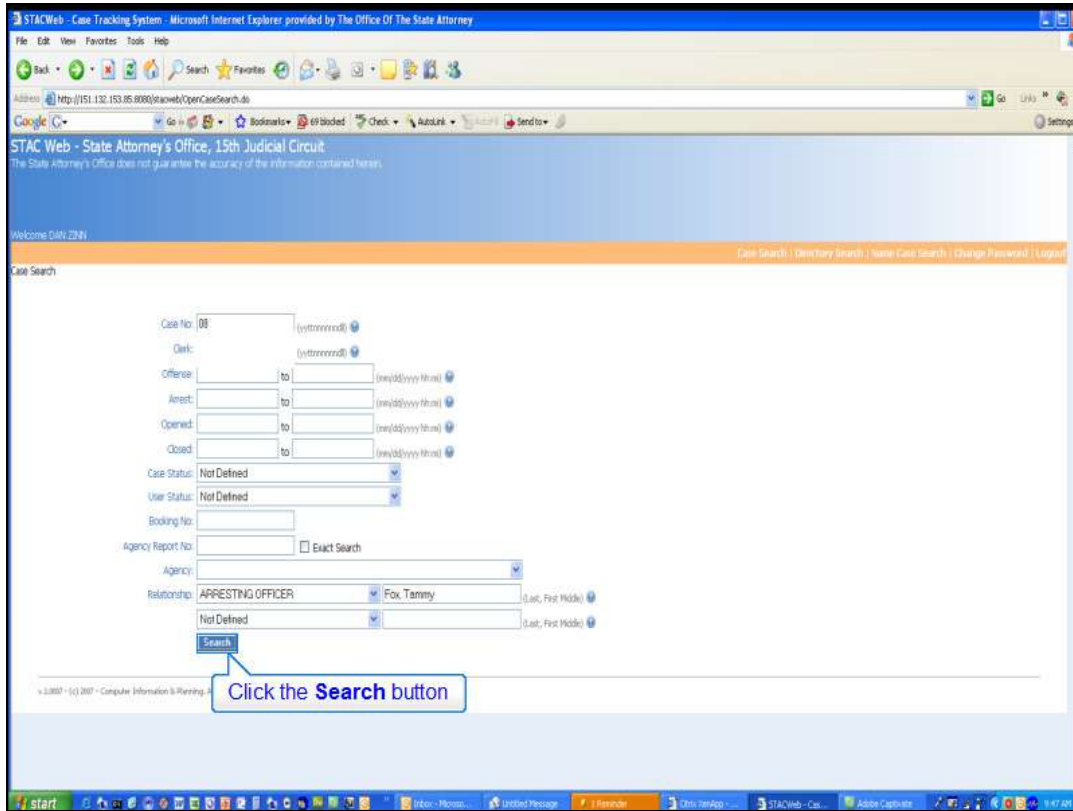 STACWeb - Case Tracking System - Microsoft Internet Explorer provided by The Office Of The State Attorney
File Edit View Favorites Tools Help
Back Search Favorites
Address http://151.132.153.85:8080/stacweb/OpenCaseSearch.do Go Links »
Google Go Bookmarks 69 blocked Check AutoLink Send to Settings
STAC Web - State Attorney's Office, 15th Judicial Circuit
The State Attorney's Office does not guarantee the accuracy of the information contained herein.
Welcome DAN ZINN
Case Search | Directory Search | Name Case Search | Change Password | Logout
Case Search
Case No: 08
Clerk:
Offense: to (mm/dd/yyyy hh:mi)
Arrest: to (mm/dd/yyyy hh:mi)
Opened: to (mm/dd/yyyy hh:mi)
Closed: to (mm/dd/yyyy hh:mi)
Case Status: Not Defined
User Status: Not Defined
Booking No:
Agency Report No: Exact Search
Agency:
Relationship: ARRESTING OFFICER Fox, Tammy (Last, First Middle)
Not Defined (Last, First Middle)
Search
Click the Search button
(c) 2007 - Computer Information & Planning,
start Inbox - Microso... Untitled Message 1 Reminder Citrix XenApp - ... STACWeb - Cas... Adobe Captivate 9:47 AM